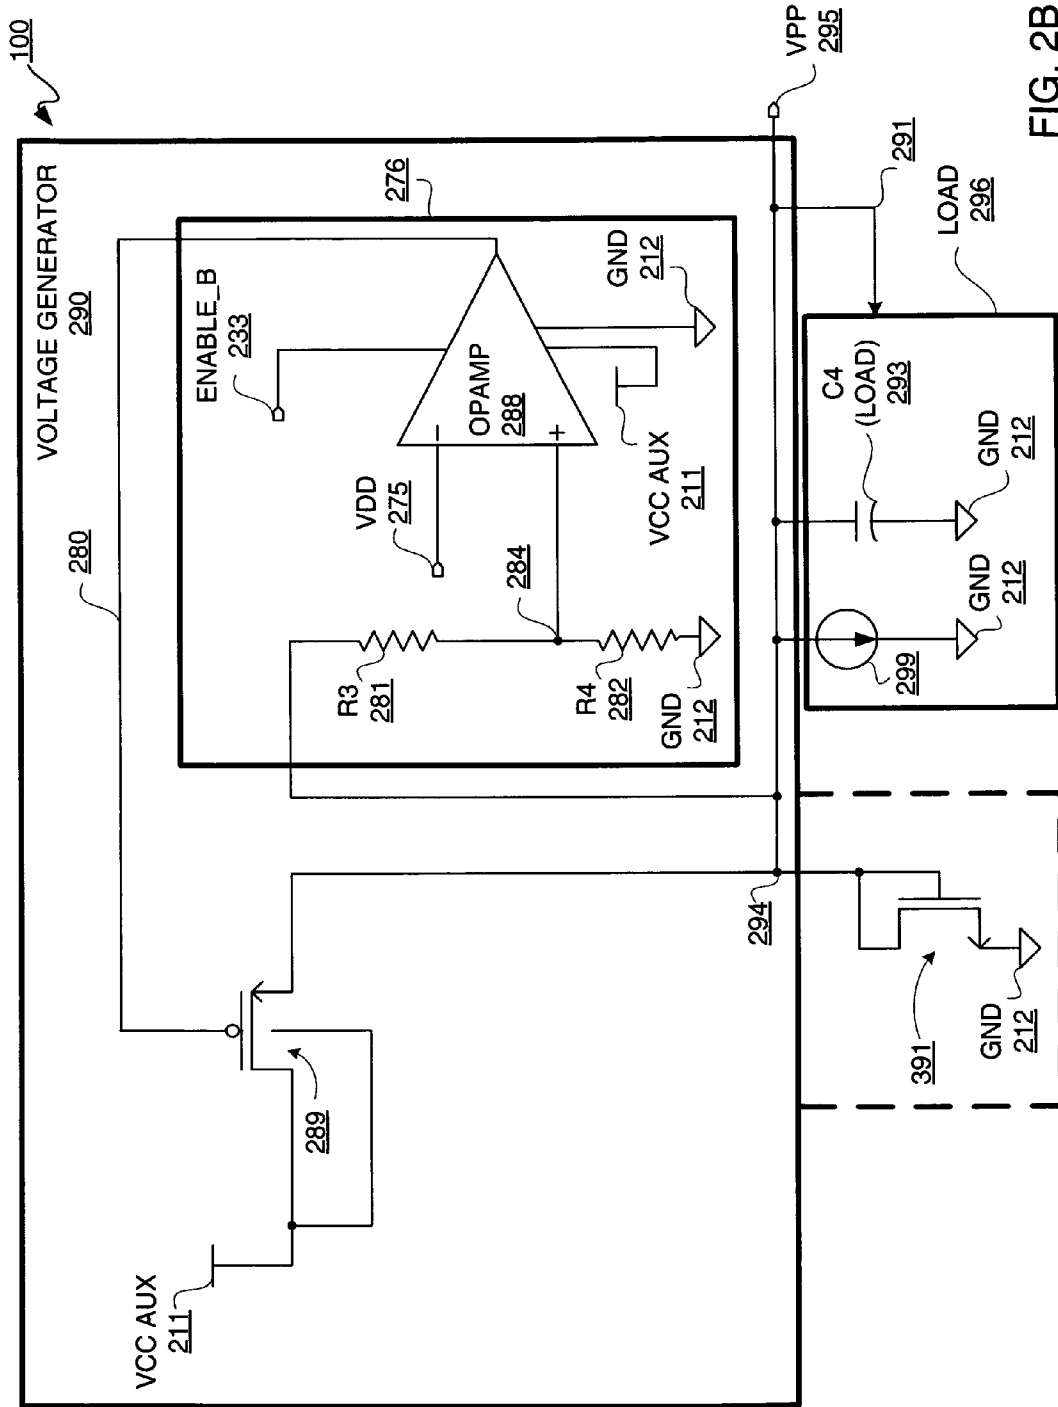 100
VOLTAGE GENERATOR
290
280
276
ENABLE_B
233
VDD
275
−
OPAMP
288
+
GND
212
VCC AUX
211
284
R3
281
R4
282
GND
212
VCC AUX
211
289
VPP
295
291
294
LOAD
296
C4
(LOAD)
293
GND
212
299
GND
212
391
GND
212
FIG. 2B